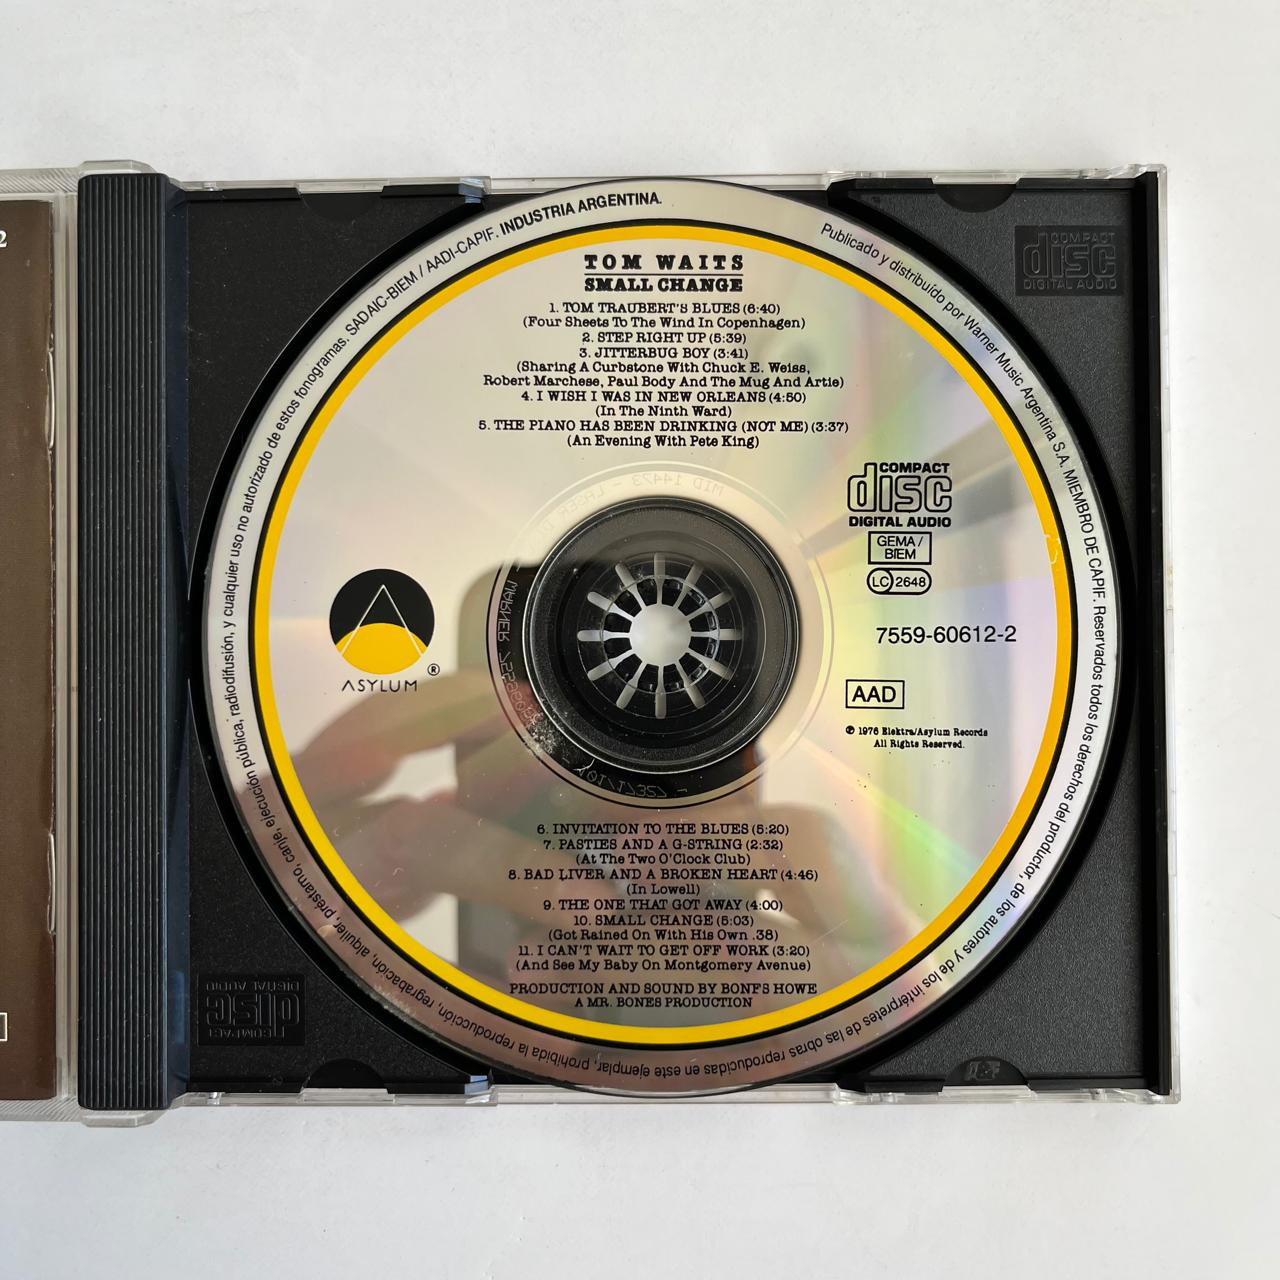 2
TOM WAITS
SMALL CHANGE
1. TOM TRAUBERT'S BLUES (6:40)
(Four Sheets To The Wind In Copenhagen)
2. STEP RIGHT UP (5:39)
3. JITTERBUG BOY (3:41)
(Sharing A Curbstone With Chuck E. Weiss,
Robert Marchese, Paul Body And The Mug And Artie)
4. I WISH I WAS IN NEW ORLEANS (4:50)
(In The Ninth Ward)
5. THE PIANO HAS BEEN DRINKING (NOT ME) (3:37)
(An Evening With Pete King)
COMPACT
disc
DIGITAL AUDIO
GEMA/
BIEM
LC 2648
7559-60612-2
AAD
℗ 1976 Elektra/Asylum Records
All Rights Reserved.
ASYLUM ®
6. INVITATION TO THE BLUES (5:20)
7. PASTIES AND A G-STRING (2:32)
(At The Two O'Clock Club)
8. BAD LIVER AND A BROKEN HEART (4:46)
(In Lowell)
9. THE ONE THAT GOT AWAY (4:00)
10. SMALL CHANGE (5:03)
(Got Rained On With His Own .38)
11. I CAN'T WAIT TO GET OFF WORK (3:20)
(And See My Baby On Montgomery Avenue)
PRODUCTION AND SOUND BY BONES HOWE
A MR. BONES PRODUCTION
Publicado y distribuído por Warner Music Argentina S.A. MIEMBRO DE CAPIF. Reservados todos los derechos del productor, de los autores y de los intérpretes de las obras reproducidas en este ejemplar, prohibida la reproducción, regrabación, alquiler, préstamo, canje, ejecución pública, radiodifusión, y cualquier uso no autorizado de estos fonogramas. SADAIC-BIEM / AADI-CAPIF. INDUSTRIA ARGENTINA.
MID 14473 - LASER
WARNER
COMPACT
disc
DIGITAL AUDIO
COMPACT
disc
DIGITAL AUDIO